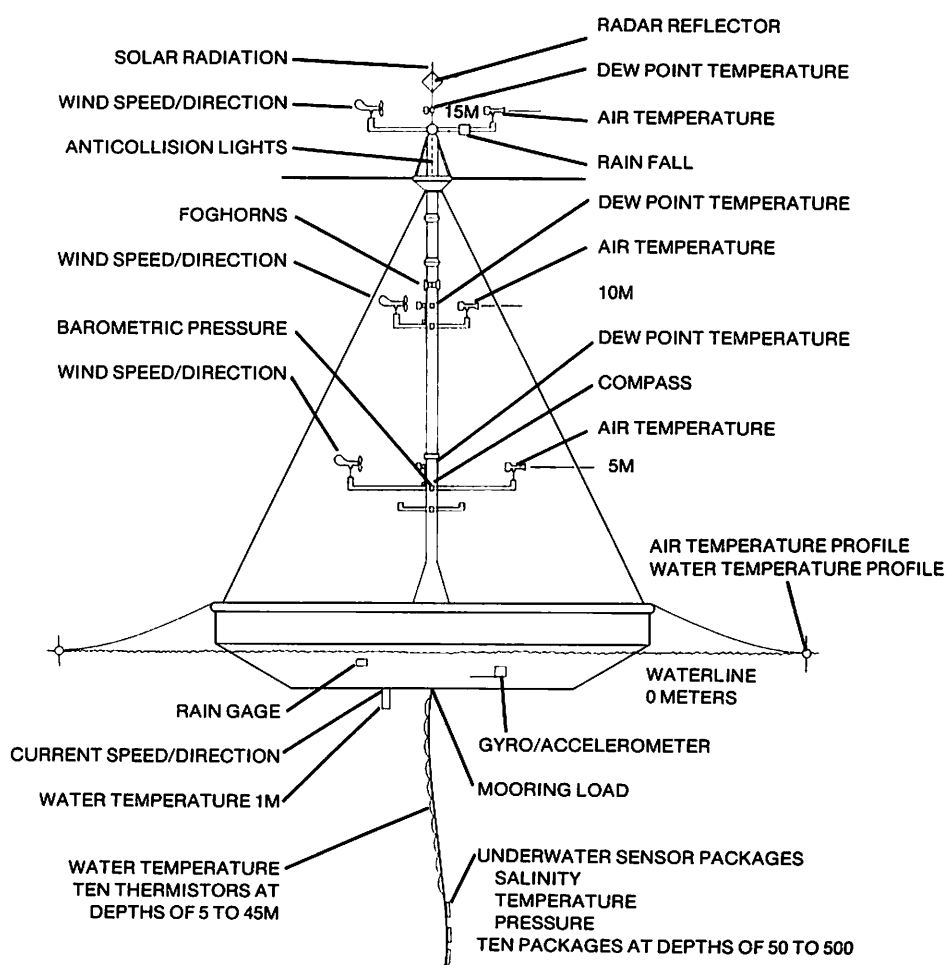 RADAR REFLECTOR
SOLAR RADIATION
DEW POINT TEMPERATURE
WIND SPEED/DIRECTION
15M
AIR TEMPERATURE
ANTICOLLISION LIGHTS
RAIN FALL
DEW POINT TEMPERATURE
FOGHORNS
AIR TEMPERATURE
WIND SPEED/DIRECTION
10M
BAROMETRIC PRESSURE
DEW POINT TEMPERATURE
WIND SPEED/DIRECTION
COMPASS
AIR TEMPERATURE
5M
AIR TEMPERATURE PROFILE
WATER TEMPERATURE PROFILE
WATERLINE
0 METERS
RAIN GAGE
GYRO/ACCELEROMETER
CURRENT SPEED/DIRECTION
MOORING LOAD
WATER TEMPERATURE 1M
WATER TEMPERATURE
TEN THERMISTORS AT
DEPTHS OF 5 TO 45M
UNDERWATER SENSOR PACKAGES
SALINITY
TEMPERATURE
PRESSURE
TEN PACKAGES AT DEPTHS OF 50 TO 500